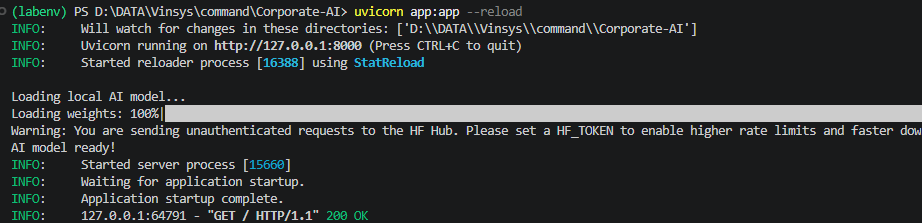 (labenv) PS D:\DATA\Vinsys\command\Corporate-AI> uvicorn app:app --reload
INFO:     Will watch for changes in these directories: ['D:\\DATA\\Vinsys\\command\\Corporate-AI']
INFO:     Uvicorn running on http://127.0.0.1:8000 (Press CTRL+C to quit)
INFO:     Started reloader process [16388] using StatReload
Loading local AI model...
Loading weights: 100%|
Warning: You are sending unauthenticated requests to the HF Hub. Please set a HF_TOKEN to enable higher rate limits and faster dow
AI model ready!
INFO:     Started server process [15660]
INFO:     Waiting for application startup.
INFO:     Application startup complete.
INFO:     127.0.0.1:64791 - "GET / HTTP/1.1" 200 OK